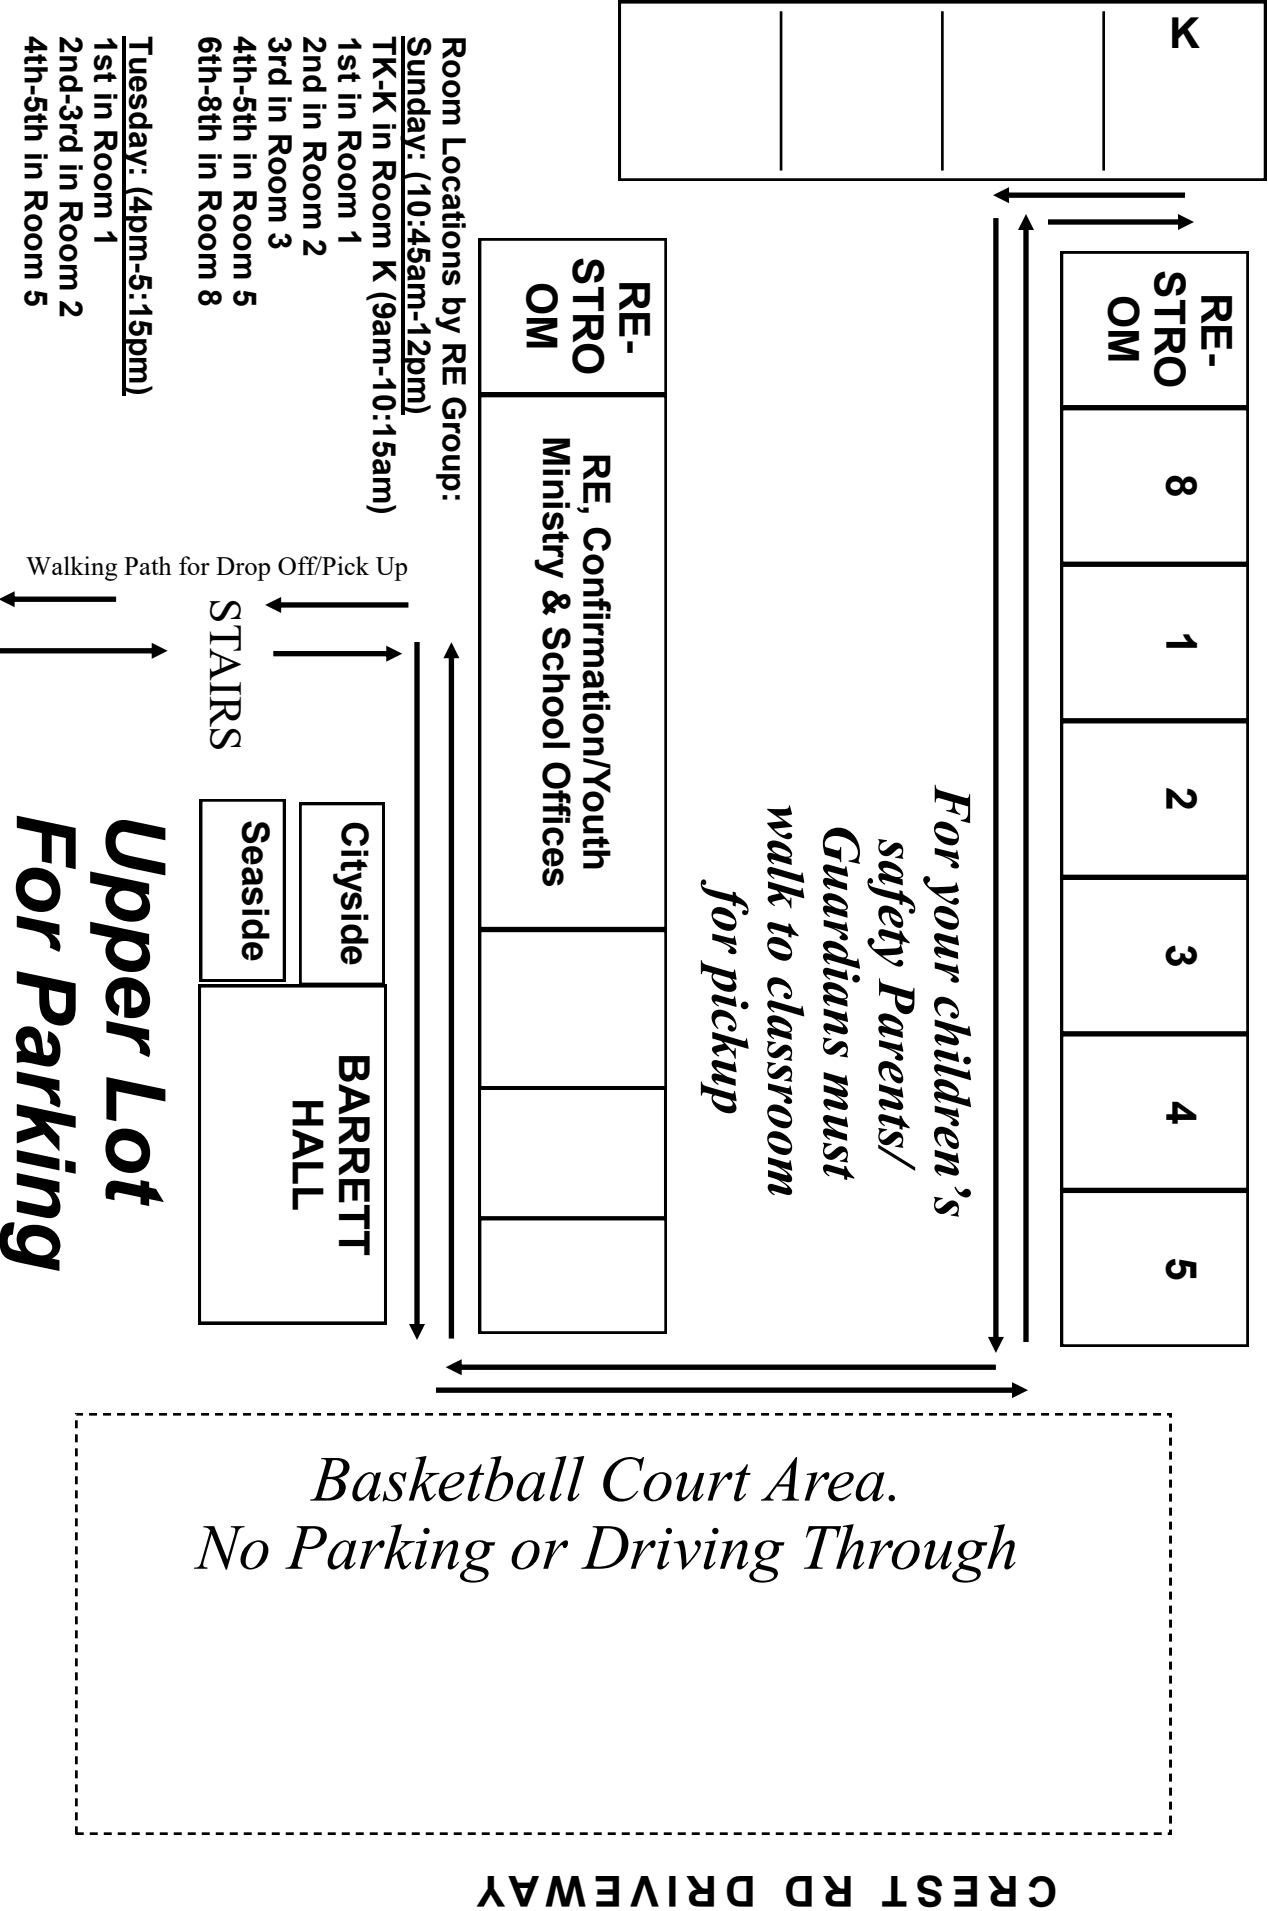 K
RE-
STRO
OM
8
1
2
3
4
5
For your children’s
safety Parents/
Guardians must
walk to classroom
for pickup
RE-
STRO
OM
RE, Confirmation/Youth
Ministry & School Offices
Room Locations by RE Group:
Sunday: (10:45am-12pm)
TK-K in Room K (9am-10:15am)
1st in Room 1
2nd in Room 2
3rd in Room 3
4th-5th in Room 5
6th-8th in Room 8
Tuesday: (4pm-5:15pm)
1st in Room 1
2nd-3rd in Room 2
4th-5th in Room 5
Walking Path for Drop Off/Pick Up
STAIRS
Cityside
Seaside
BARRETT
HALL
Upper Lot
For Parking
Basketball Court Area.
No Parking or Driving Through
CREST RD DRIVEWAY